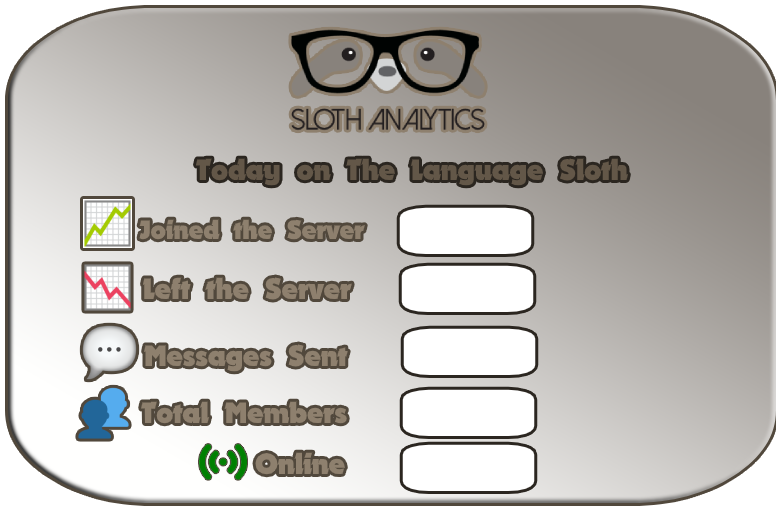 SLOTH ANALYTICS
Today on The Language Sloth
Joined the Server
Left the Server
Messages Sent
Total Members
Online